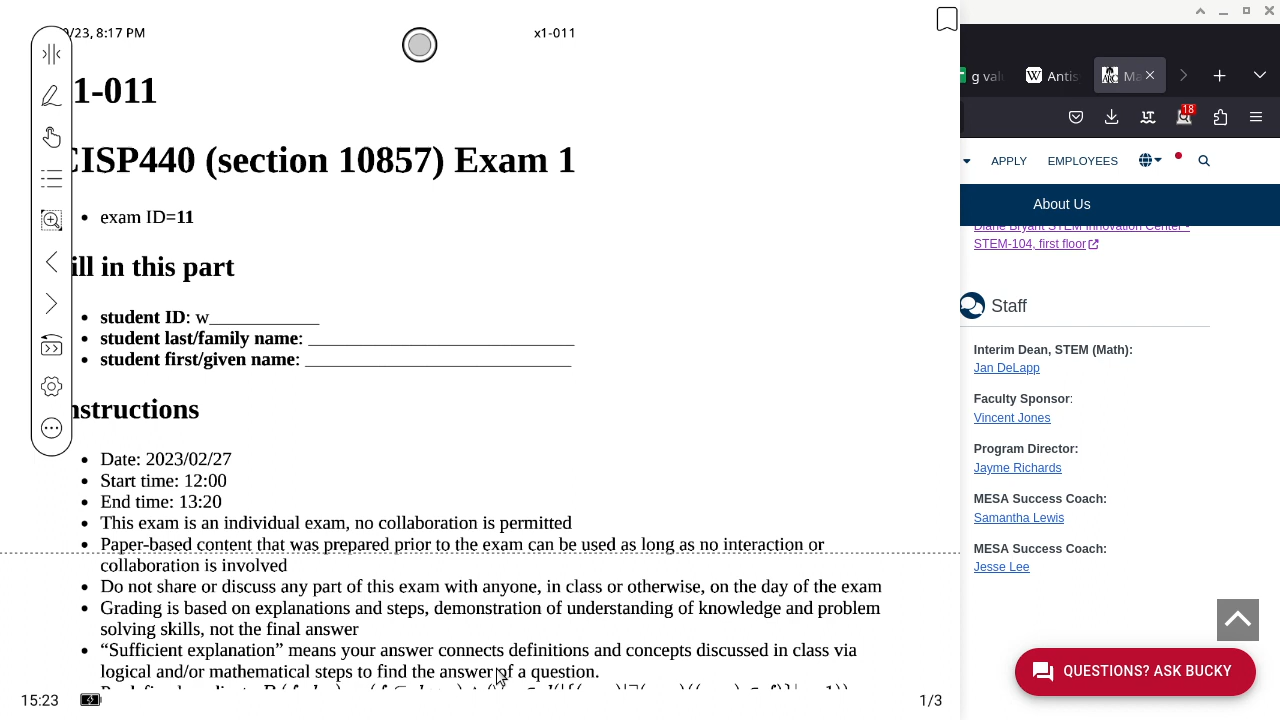 /23, 8:17 PM
x1-011
1-011
CISP440 (section 10857) Exam 1
exam ID=11
ill in this part
student ID: w____________
student last/family name: _____________________________
student first/given name: _____________________________
nstructions
Date: 2023/02/27
Start time: 12:00
End time: 13:20
This exam is an individual exam, no collaboration is permitted
Paper-based content that was prepared prior to the exam can be used as long as no interaction or
collaboration is involved
Do not share or discuss any part of this exam with anyone, in class or otherwise, on the day of the exam
Grading is based on explanations and steps, demonstration of understanding of knowledge and problem
solving skills, not the final answer
“Sufficient explanation” means your answer connects definitions and concepts discussed in class via
logical and/or mathematical steps to find the answer of a question.
15:23
1/3
g val
W Antis
Ma
18
APPLY EMPLOYEES
About Us
Diane Bryant STEM Innovation Center -
STEM-104, first floor
Staff
Interim Dean, STEM (Math):
Jan DeLapp
Faculty Sponsor:
Vincent Jones
Program Director:
Jayme Richards
MESA Success Coach:
Samantha Lewis
MESA Success Coach:
Jesse Lee
QUESTIONS? ASK BUCKY